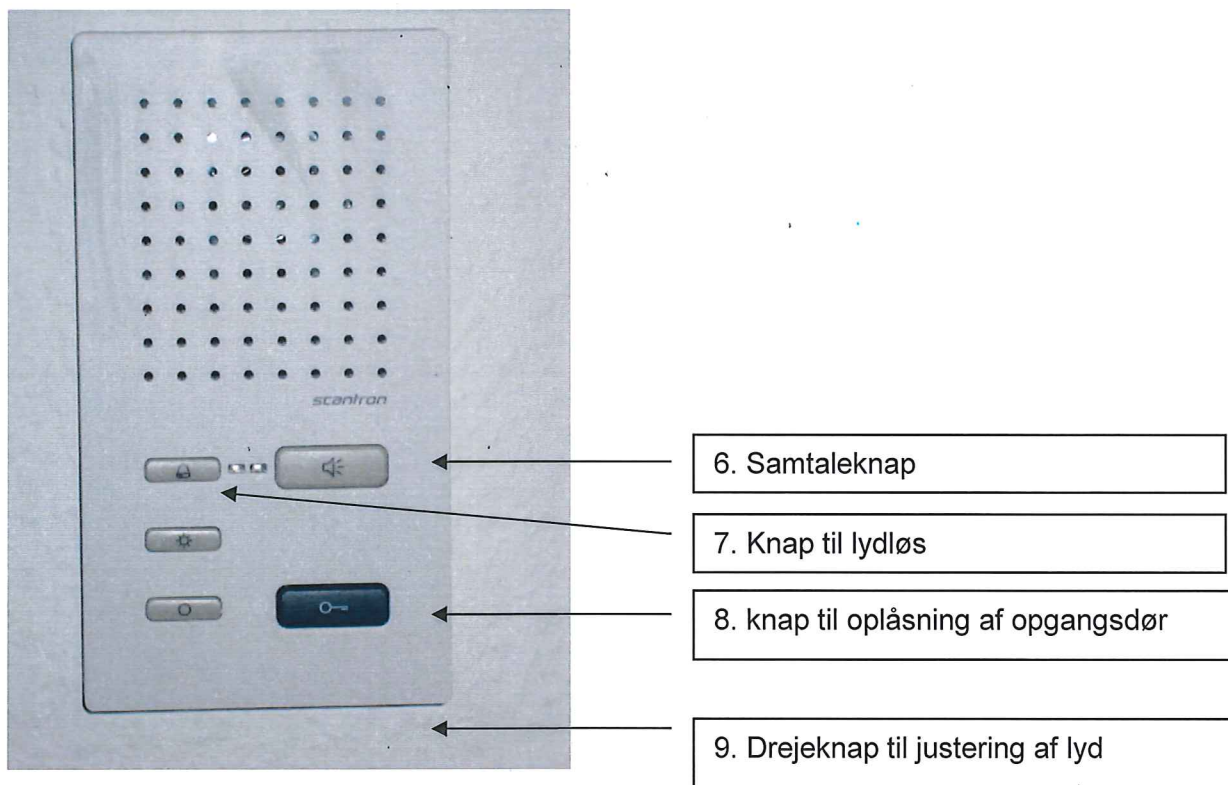 scantron
6. Samtaleknap
7. Knap til lydløs
8. knap til oplåsning af opgangsdør
9. Drejeknap til justering af lyd